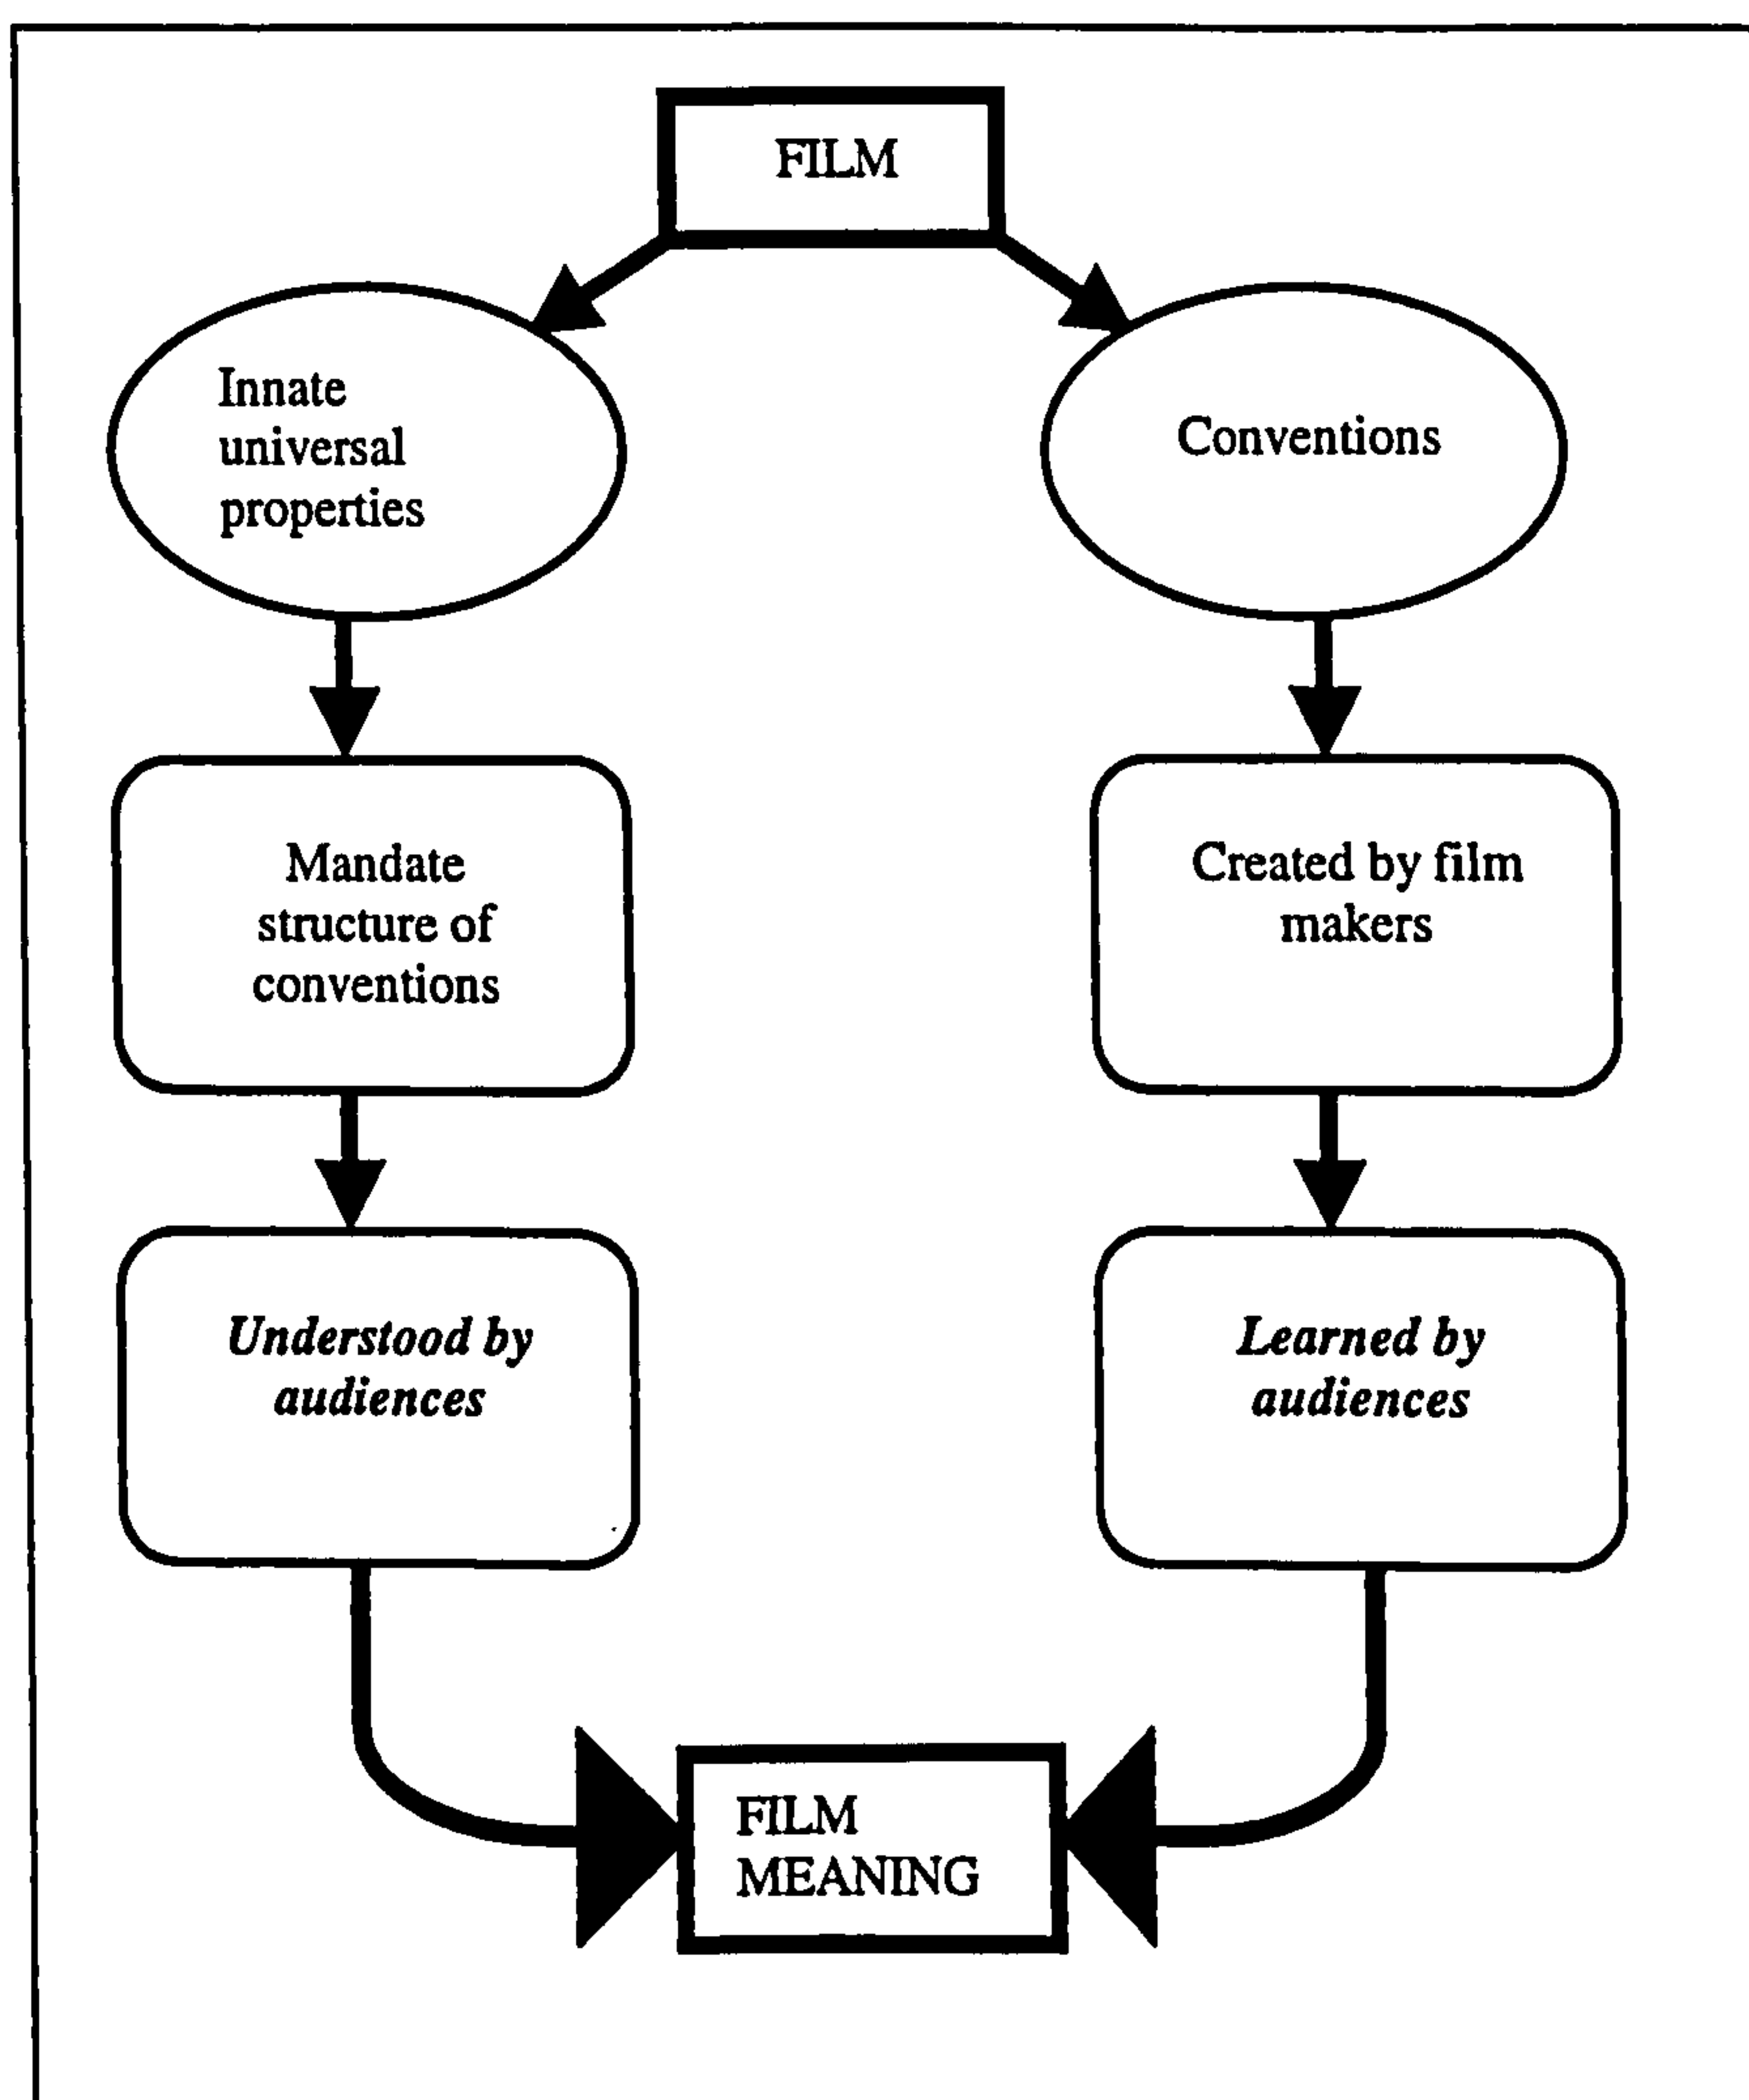 FILM
Innate
universal
properties
Conventions
Mandate
structure of
conventions
Created by film
makers
Understood by
audiences
Learned by
audiences
FILM
MEANING